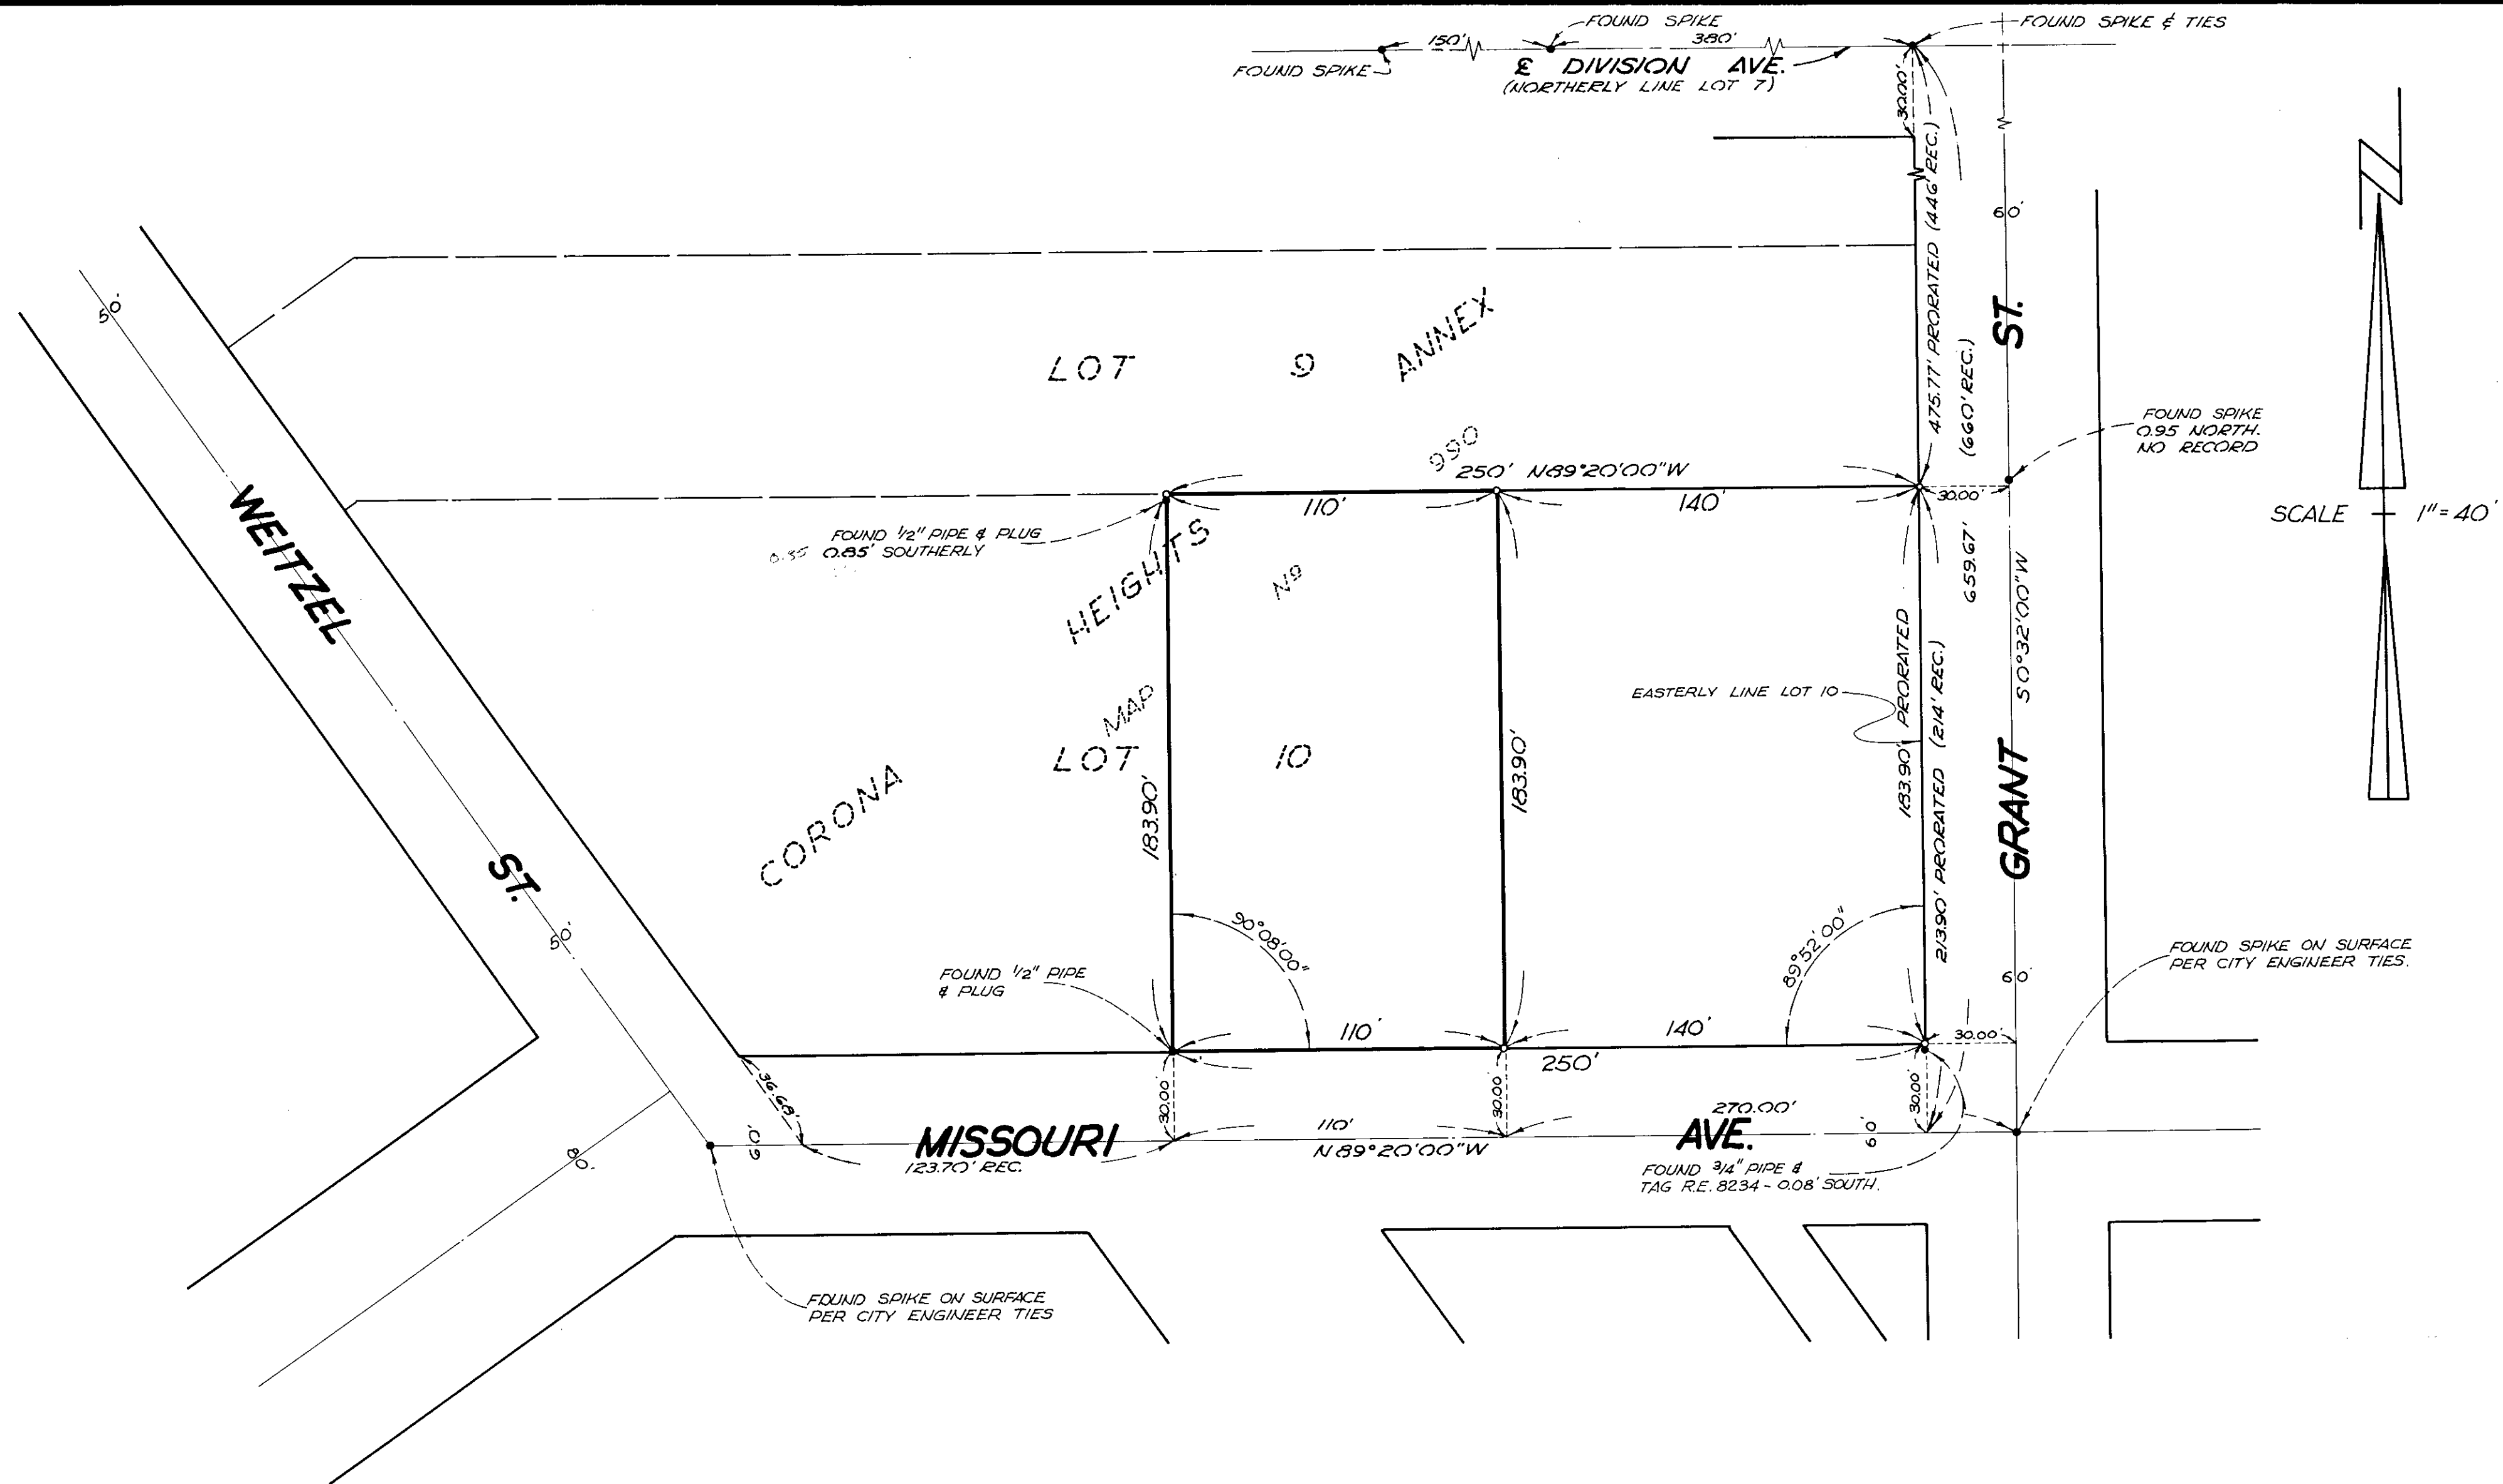 FOUND SPIKE
FOUND SPIKE & TIES
150'
380'
FOUND SPIKE
℄ DIVISION AVE.
(NORTHERLY LINE LOT 7)
30.00'
475.77' PRORATED (446' REC.)
60'
50'
ST.
LOT 9
ANNEX
(660' REC.)
659.67'
FOUND SPIKE
0.95 NORTH.
NO RECORD
990
250' N89°20'00"W
110'
140'
30.00'
SCALE 1"=40'
WEITZEL
FOUND 1/2" PIPE & PLUG
0.85' SOUTHERLY
HEIGHTS
Nº
S0°32'00"W
183.90' PRORATED
213.90' PRORATED (214' REC.)
EASTERLY LINE LOT 10
MAP
LOT 10
183.90'
183.90'
CORONA
GRANT
ST.
50'
90°08'00"
89°52'00"
FOUND 1/2" PIPE
& PLUG
60'
FOUND SPIKE ON SURFACE
PER CITY ENGINEER TIES.
110'
140'
250'
30.00'
36.68'
30.00'
30.00'
30.00'
270.00'
60'
MISSOURI AVE.
110'
60'
123.70' REC.
N89°20'00"W
80'
FOUND 3/4" PIPE &
TAG R.E. 8234 - 0.08' SOUTH.
FOUND SPIKE ON SURFACE
PER CITY ENGINEER TIES